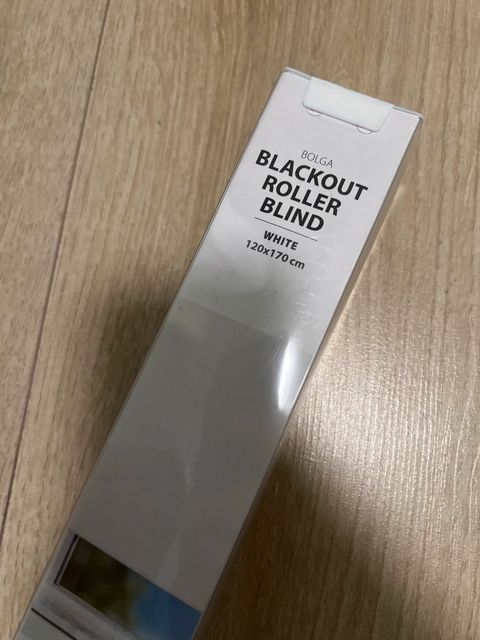 BOLGA
BLACKOUT
ROLLER
BLIND
WHITE
120x170 cm